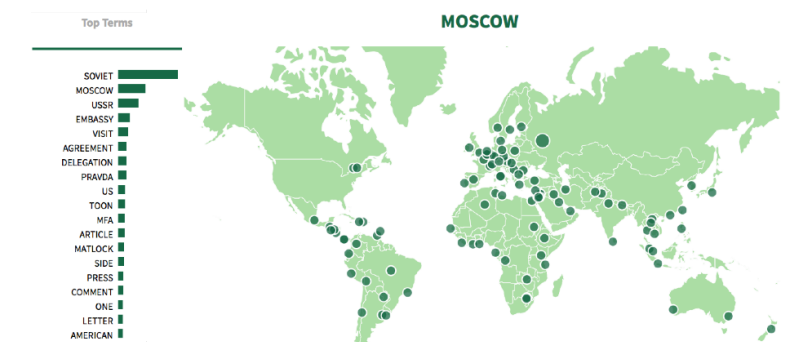 Top Terms
MOSCOW
SOVIET
MOSCOW
USSR
EMBASSY
VISIT
AGREEMENT
DELEGATION
PRAVDA
US
TOON
MFA
ARTICLE
MATLOCK
SIDE
PRESS
COMMENT
ONE
LETTER
AMERICAN